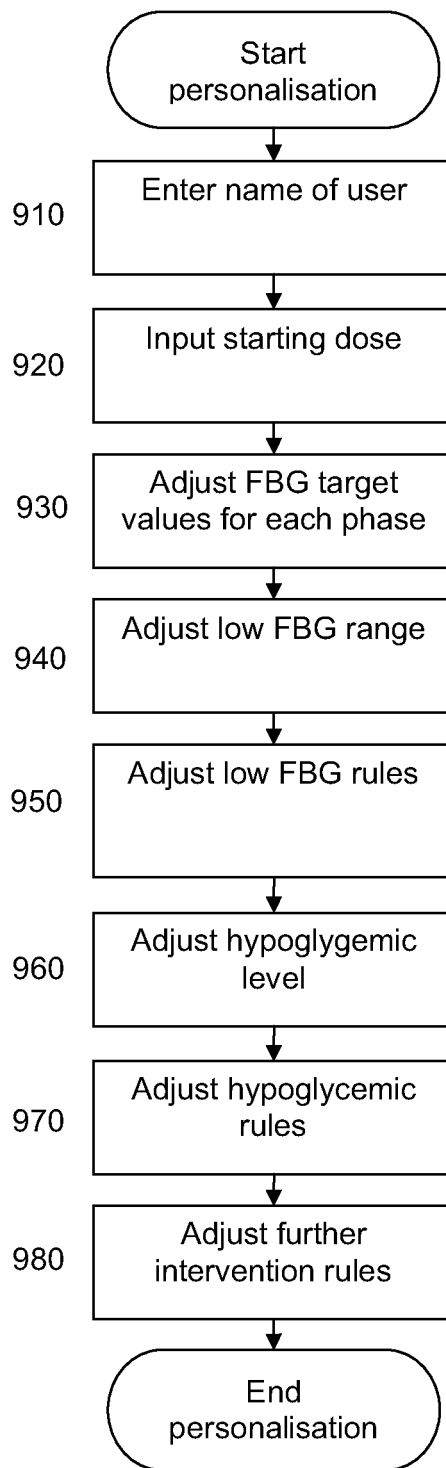 Start
personalisation
910
Enter name of user
920
Input starting dose
930
Adjust FBG target
values for each phase
940
Adjust low FBG range
950
Adjust low FBG rules
960
Adjust hypoglygemic
level
970
Adjust hypoglycemic
rules
980
Adjust further
intervention rules
End
personalisation